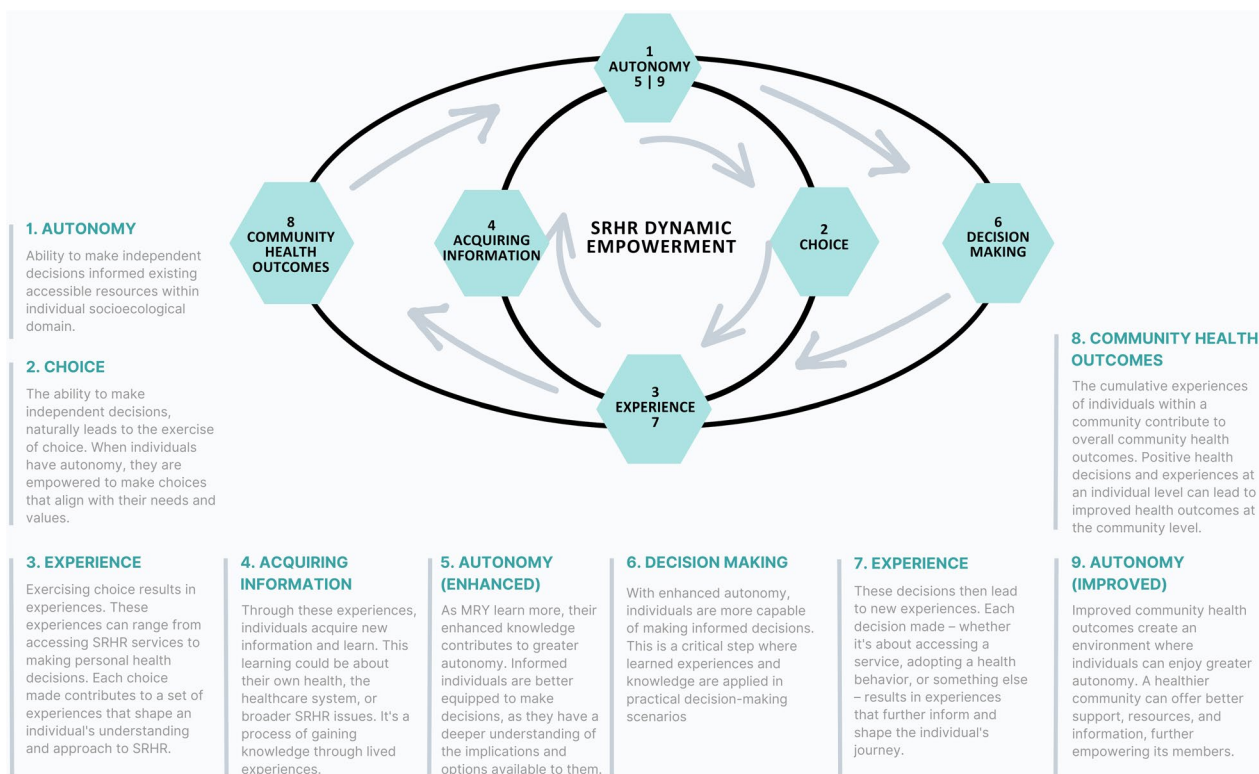 1
AUTONOMY
5 | 9
8
COMMUNITY
HEALTH
OUTCOMES
4
ACQUIRING
INFORMATION
SRHR DYNAMIC
EMPOWERMENT
2
CHOICE
6
DECISION
MAKING
3
EXPERIENCE
7
1. AUTONOMY
Ability to make independent
decisions informed existing
accessible resources within
individual socioecological
domain.
2. CHOICE
The ability to make
independent decisions,
naturally leads to the exercise
of choice. When individuals
have autonomy, they are
empowered to make choices
that align with their needs and
values.
3. EXPERIENCE
Exercising choice results in
experiences. These
experiences can range from
accessing SRHR services to
making personal health
decisions. Each choice
made contributes to a set of
experiences that shape an
individual's understanding
and approach to SRHR.
4. ACQUIRING
INFORMATION
Through these experiences,
individuals acquire new
information and learn. This
learning could be about
their own health, the
healthcare system, or
broader SRHR issues. It's a
process of gaining
knowledge through lived
experiences.
5. AUTONOMY
(ENHANCED)
As MRY learn more, their
enhanced knowledge
contributes to greater
autonomy. Informed
individuals are better
equipped to make
decisions, as they have a
deeper understanding of
the implications and
options available to them.
6. DECISION MAKING
With enhanced autonomy,
individuals are more capable
of making informed decisions.
This is a critical step where
learned experiences and
knowledge are applied in
practical decision-making
scenarios
7. EXPERIENCE
These decisions then lead
to new experiences. Each
decision made – whether
it's about accessing a
service, adopting a health
behavior, or something else
– results in experiences
that further inform and
shape the individual's
journey.
8. COMMUNITY HEALTH
OUTCOMES
The cumulative experiences
of individuals within a
community contribute to
overall community health
outcomes. Positive health
decisions and experiences at
an individual level can lead to
improved health outcomes at
the community level.
9. AUTONOMY
(IMPROVED)
Improved community health
outcomes create an
environment where
individuals can enjoy greater
autonomy. A healthier
community can offer better
support, resources, and
information, further
empowering its members.